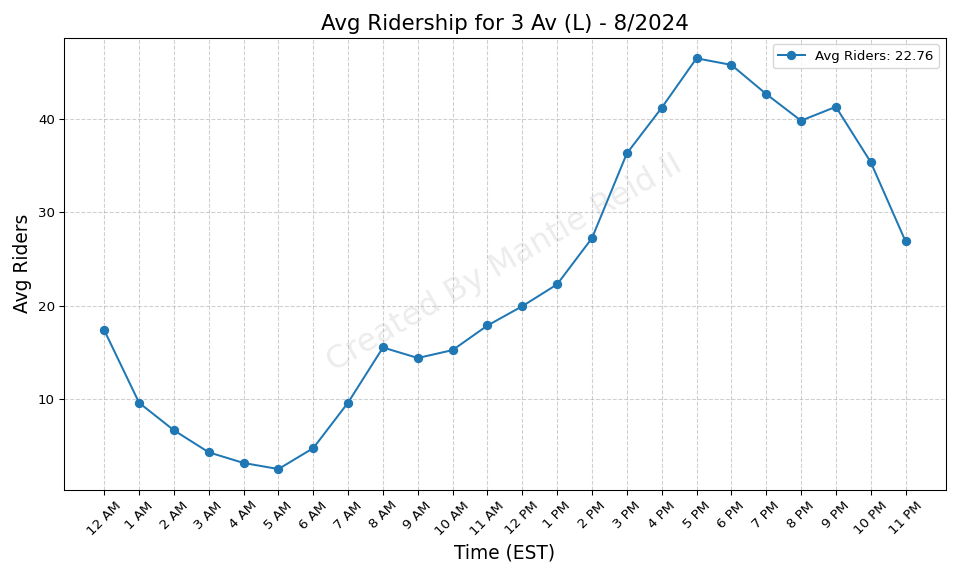 Avg Ridership for 3 Av (L) - 8/2024
Avg Riders: 22.76
Avg Riders
40
30
20
10
Created By Mantie Reid II
12 AM
1 AM
2 AM
3 AM
4 AM
5 AM
6 AM
7 AM
8 AM
9 AM
10 AM
11 AM
12 PM
1 PM
2 PM
3 PM
4 PM
5 PM
6 PM
7 PM
8 PM
9 PM
10 PM
11 PM
Time (EST)